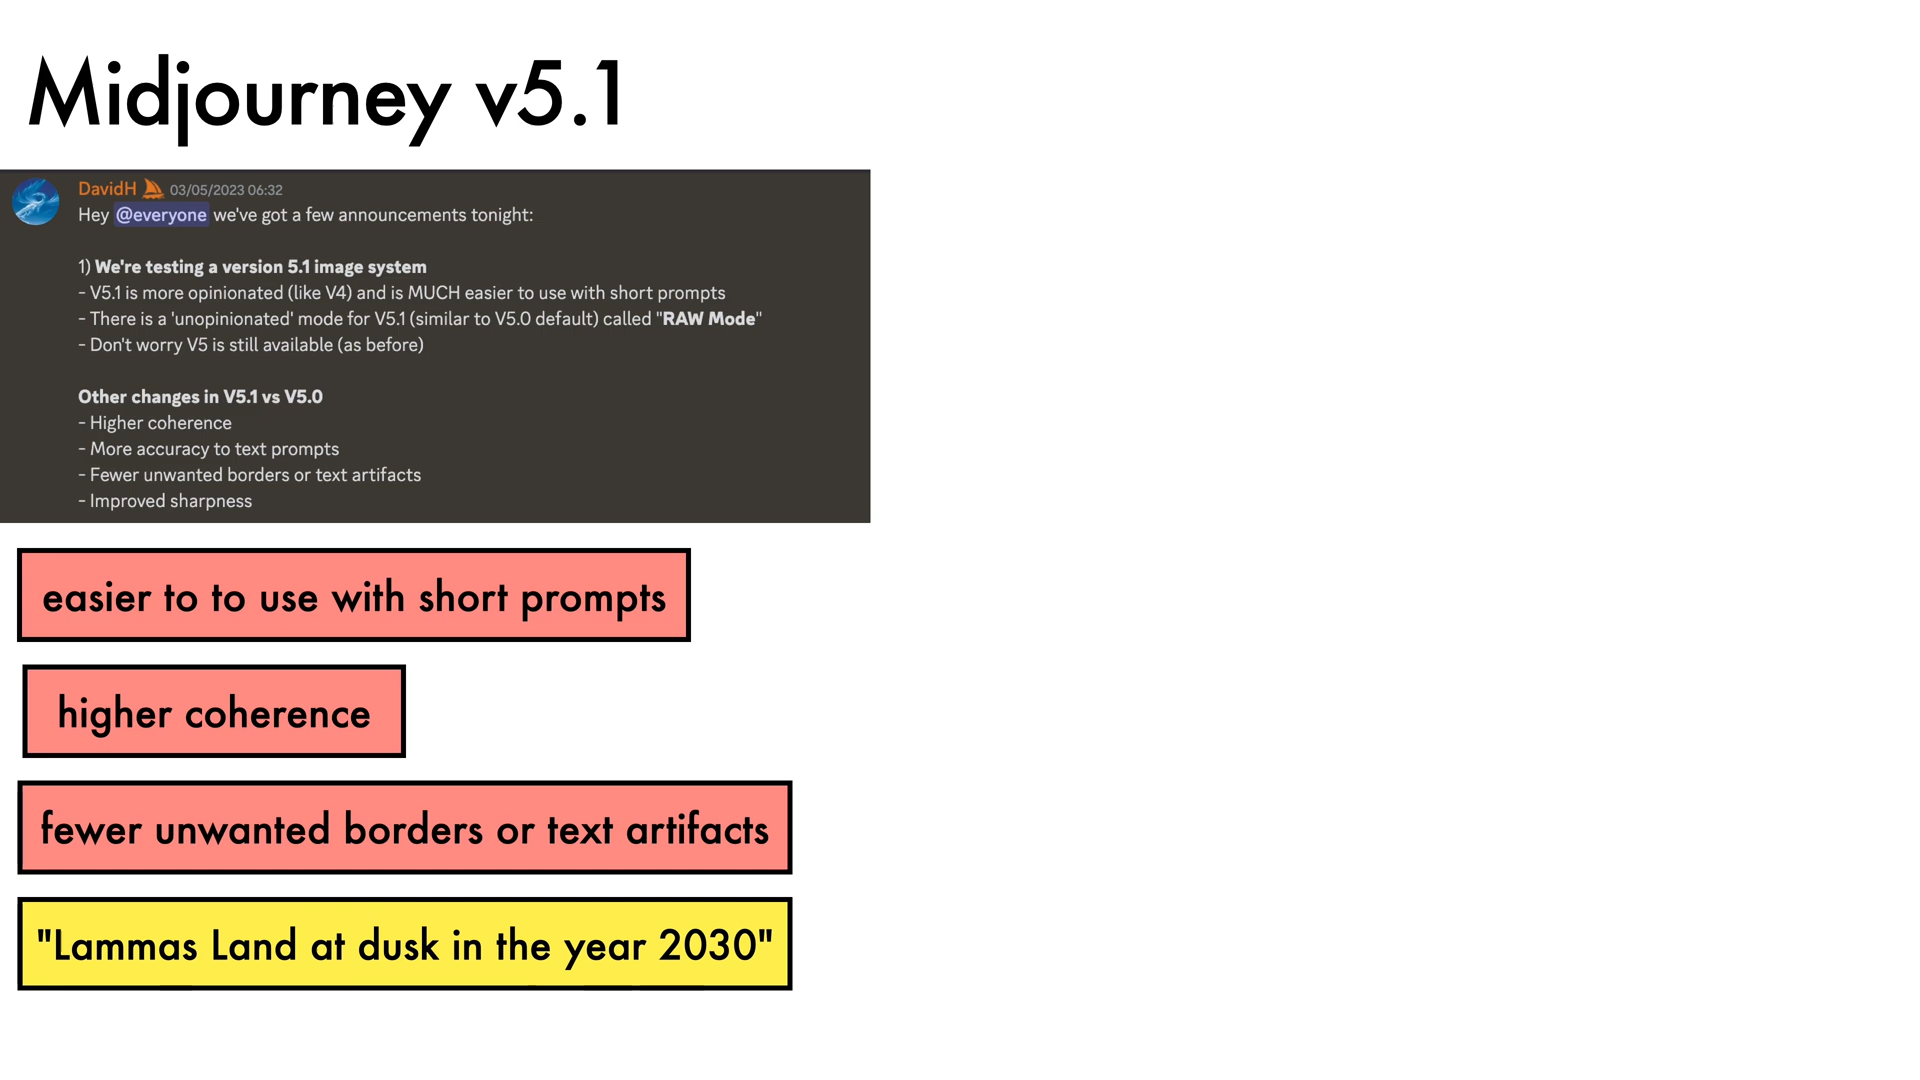 Midjourney v5.1
DavidH 03/05/2023 06:32
Hey @everyone we've got a few announcements tonight:
1) We're testing a version 5.1 image system
- V5.1 is more opinionated (like V4) and is MUCH easier to use with short prompts
- There is a 'unopinionated' mode for V5.1 (similar to V5.0 default) called "RAW Mode"
- Don't worry V5 is still available (as before)
Other changes in V5.1 vs V5.0
- Higher coherence
- More accuracy to text prompts
- Fewer unwanted borders or text artifacts
- Improved sharpness
easier to to use with short prompts
higher coherence
fewer unwanted borders or text artifacts
"Lammas Land at dusk in the year 2030"